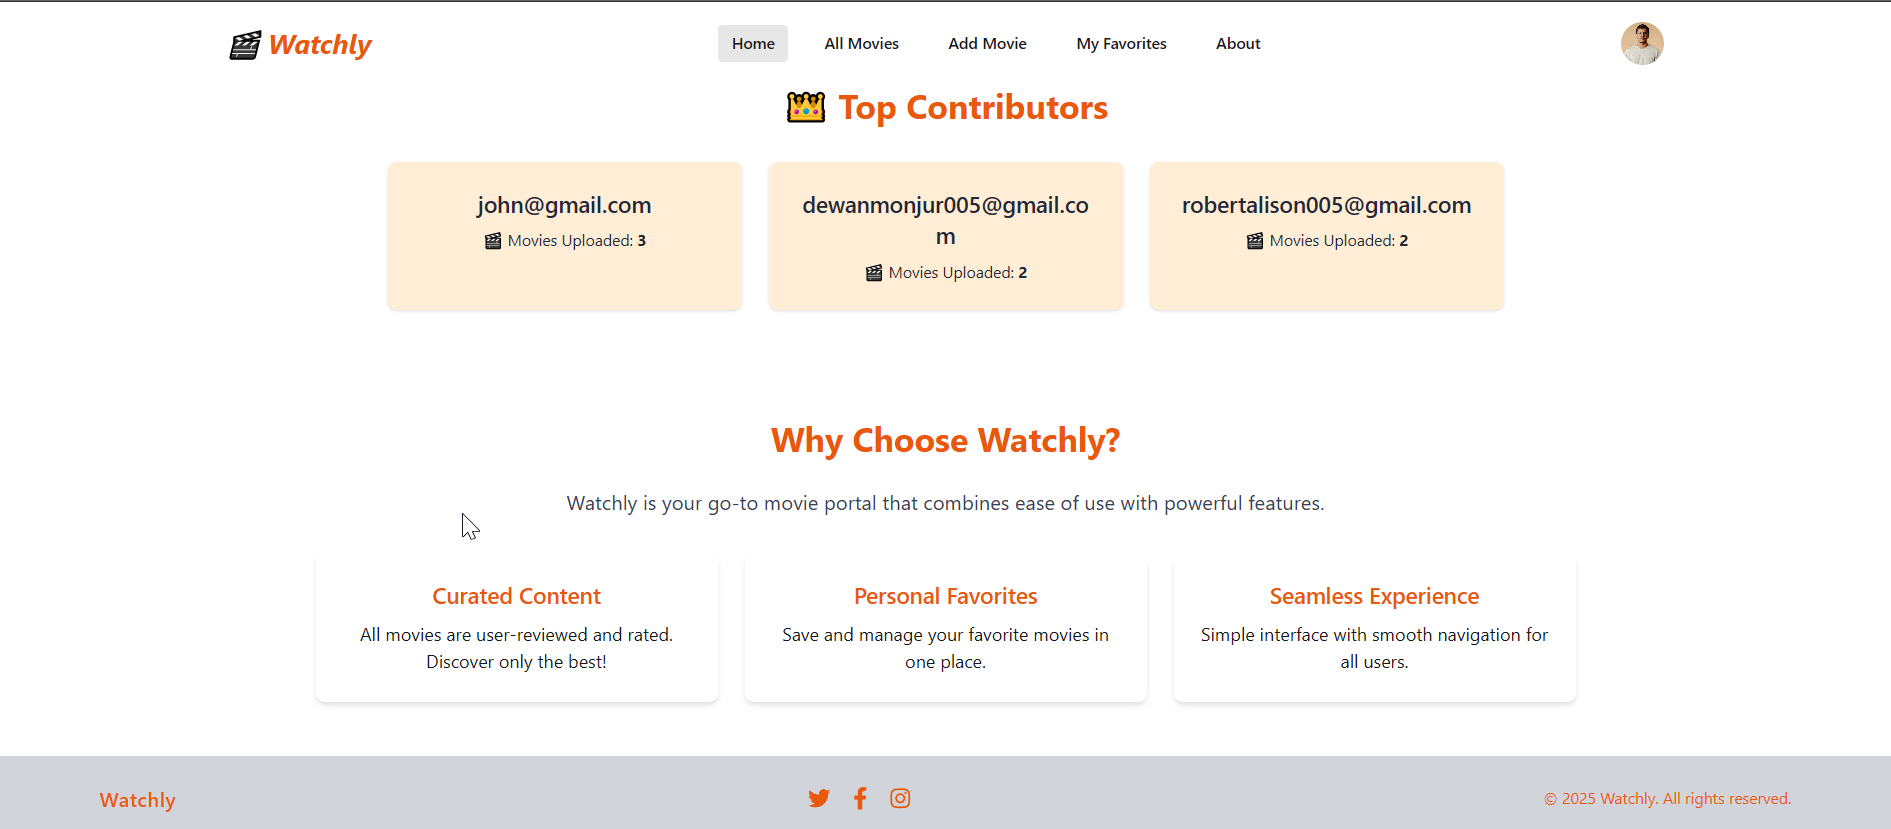 Watchly
Home
All Movies
Add Movie
My Favorites
About
Top Contributors
john@gmail.com
Movies Uploaded: 3
dewanmonjur005@gmail.co
m
Movies Uploaded: 2
robertalison005@gmail.com
Movies Uploaded: 2
Why Choose Watchly?
Watchly is your go-to movie portal that combines ease of use with powerful features.
Curated Content
All movies are user-reviewed and rated.
Discover only the best!
Personal Favorites
Save and manage your favorite movies in
one place.
Seamless Experience
Simple interface with smooth navigation for
all users.
Watchly
© 2025 Watchly. All rights reserved.